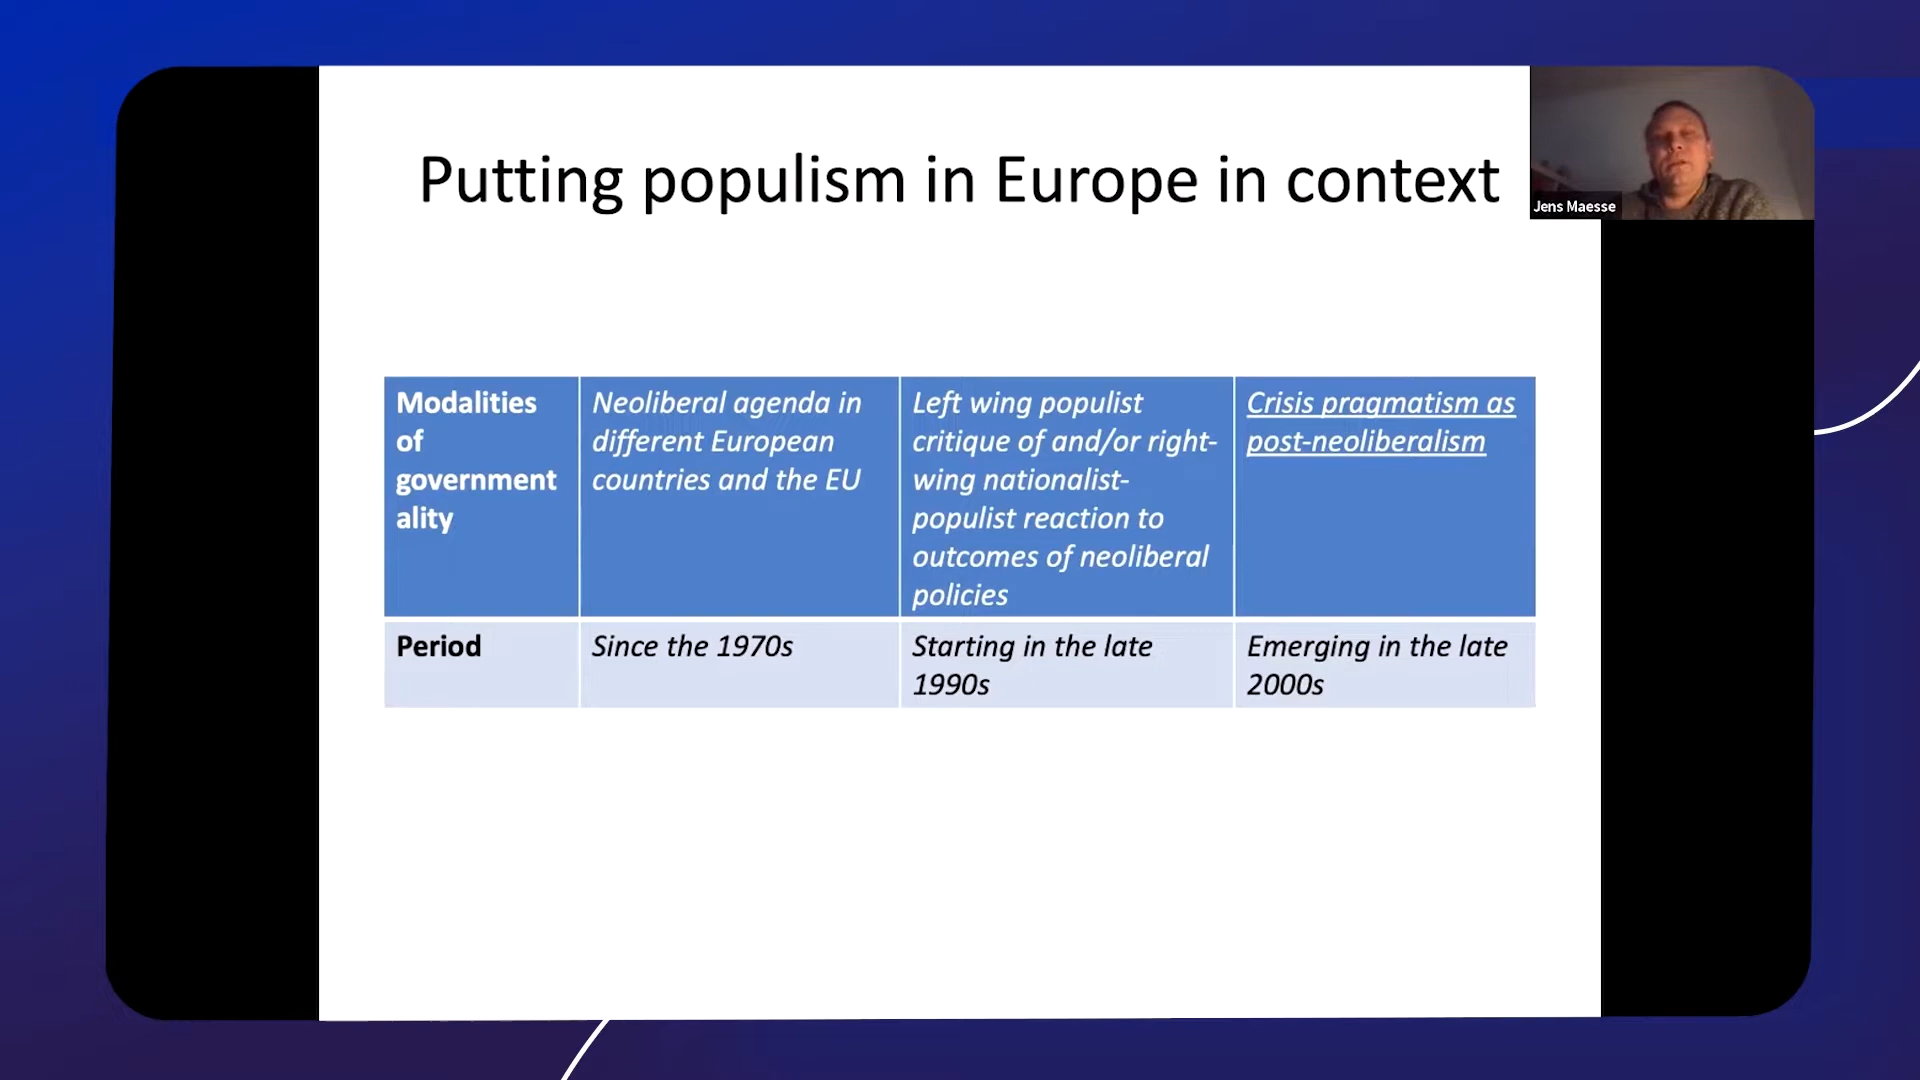 Putting populism in Europe in context
Jens Maesse
Modalities
of
government
ality
Neoliberal agenda in
different European
countries and the EU
Left wing populist
critique of and/or right-
wing nationalist-
populist reaction to
outcomes of neoliberal
policies
Crisis pragmatism as
post-neoliberalism
Period
Since the 1970s
Starting in the late
1990s
Emerging in the late
2000s